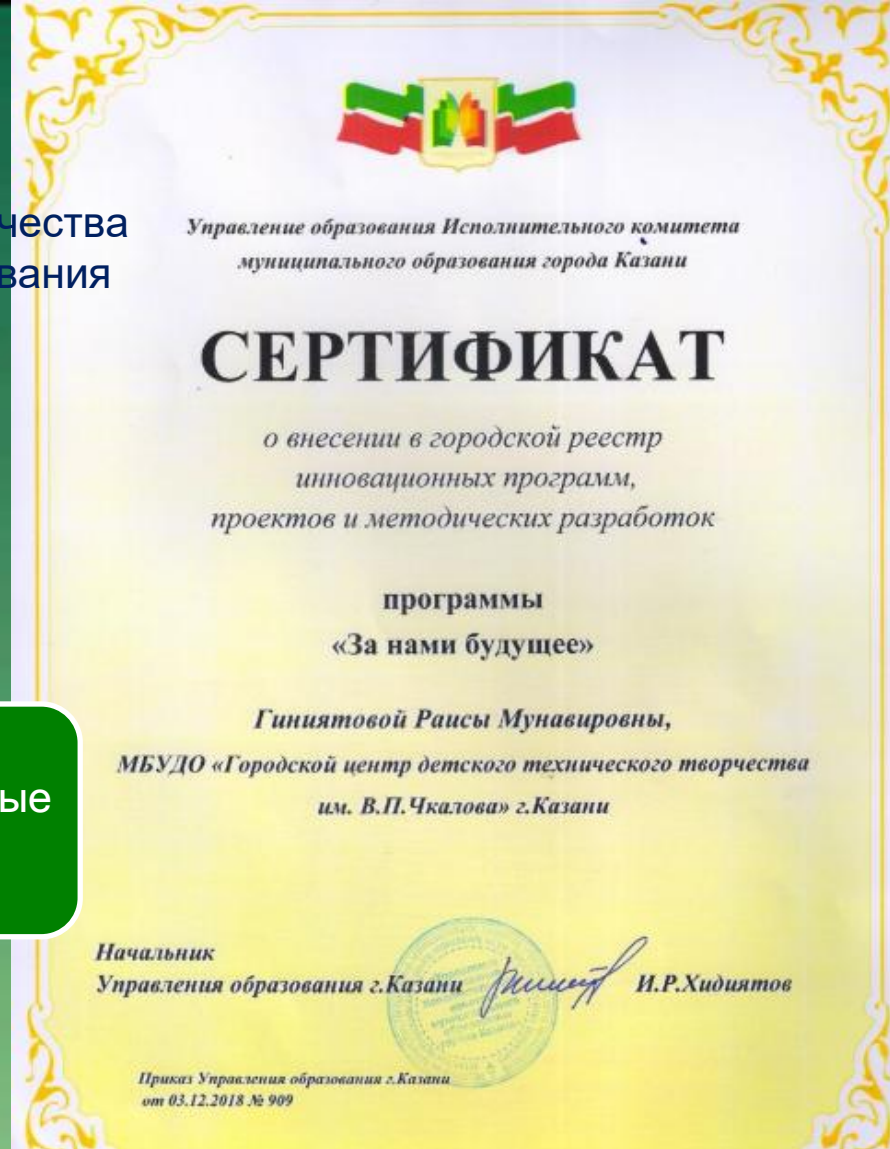 чества
вания
Управление образования Исполнительного комитета
муниципального образования города Казани
СЕРТИФИКАТ
о внесении в городской реестр
инновационных программ,
проектов и методических разработок
программы
«За нами будущее»
Гиниятовой Раисы Мунавировны,
МБУДО «Городской центр детского технического творчества
им. В.П.Чкалова» г.Казани
ые
Начальник
Управления образования г.Казани
И.Р.Хидиятов
Приказ Управления образования г.Казани
от 03.12.2018 № 909